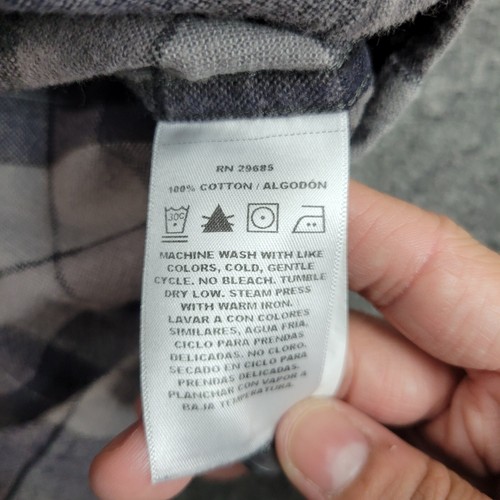 RN 29685
100% COTTON / ALGODÓN
30C
MACHINE WASH WITH LIKE
COLORS, COLD, GENTLE
CYCLE. NO BLEACH. TUMBLE
DRY LOW. STEAM PRESS
WITH WARM IRON.
LAVAR A CON COLORES
SIMILARES, AGUA FRIA,
CICLO PARA PRENDAS
DELICADAS. NO CLORO.
SECADO EN CICLO PARA
PRENDAS DELICADAS.
PLANCHAR CON VAPOR A
BAJA TEMPERATURA.